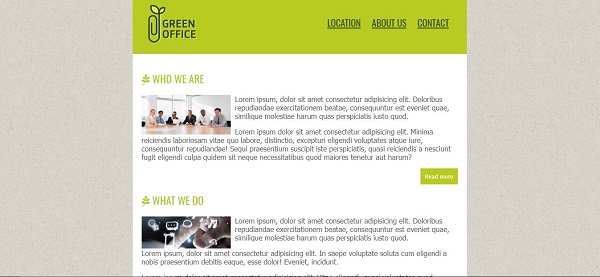 GREEN
OFFICE
LOCATION ABOUT US CONTACT
WHO WE ARE
Lorem ipsum, dolor sit amet consectetur adipisicing elit. Doloribus
repudiandae exercitationem beatae, consequuntur est eveniet quae,
similique molestiae harum quas perspiciatis iusto quod.
Lorem ipsum dolor sit amet consectetur adipisicing elit. Minima
reiciendis laboriosam vitae quo labore, distinctio, excepturi eligendi voluptates atque iure,
consequuntur repudiandae! Sequi praesentium suscipit iste perspiciatis, quasi reiciendis a nesciunt
fugit eligendi culpa quidem sit neque necessitatibus quod maiores tenetur aut harum?
Read more
WHAT WE DO
Lorem ipsum, dolor sit amet consectetur adipisicing elit. Doloribus
repudiandae exercitationem beatae, consequuntur est eveniet quae,
similique molestiae harum quas perspiciatis iusto quod.
Lorem ipsum dolor sit amet consectetur adipisicing elit. In saepe voluptate soluta cum eligendi a
nobis praesentium debitis eaque, esse dolor! Eveniet, incidunt.